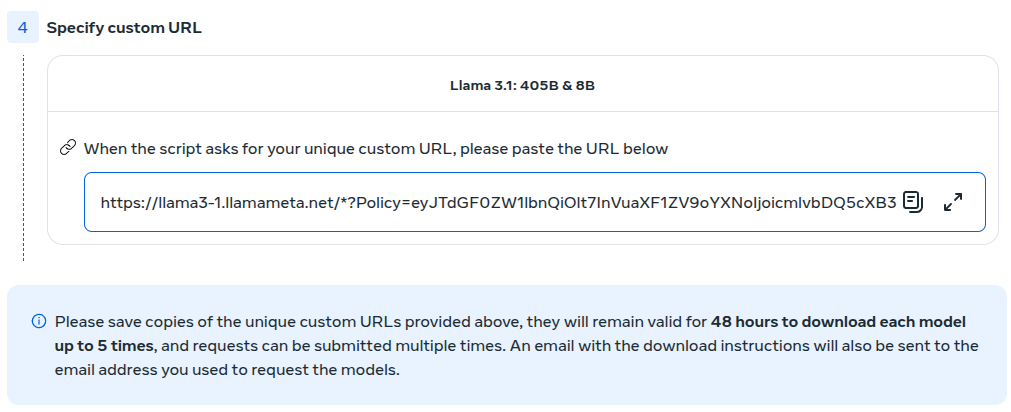 4 Specify custom URL
Llama 3.1: 405B & 8B
When the script asks for your unique custom URL, please paste the URL below
https://llama3-1.llamameta.net/*?Policy=eyJTdGF0ZW1lbnQiOlt7InVuaXF1ZV9oYXNoIjoicmlvbDQ5cXB3
Please save copies of the unique custom URLs provided above, they will remain valid for 48 hours to download each model
up to 5 times, and requests can be submitted multiple times. An email with the download instructions will also be sent to the
email address you used to request the models.